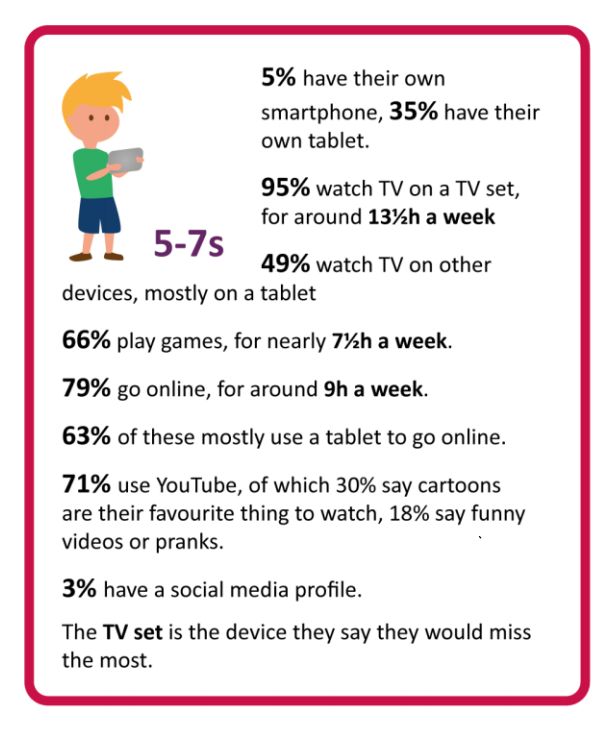 5% have their own
smartphone, 35% have their
own tablet.
95% watch TV on a TV set,
for around 13½h a week
5-7s
49% watch TV on other
devices, mostly on a tablet
66% play games, for nearly 7½h a week.
79% go online, for around 9h a week.
63% of these mostly use a tablet to go online.
71% use YouTube, of which 30% say cartoons
are their favourite thing to watch, 18% say funny
videos or pranks.
3% have a social media profile.
The TV set is the device they say they would miss
the most.